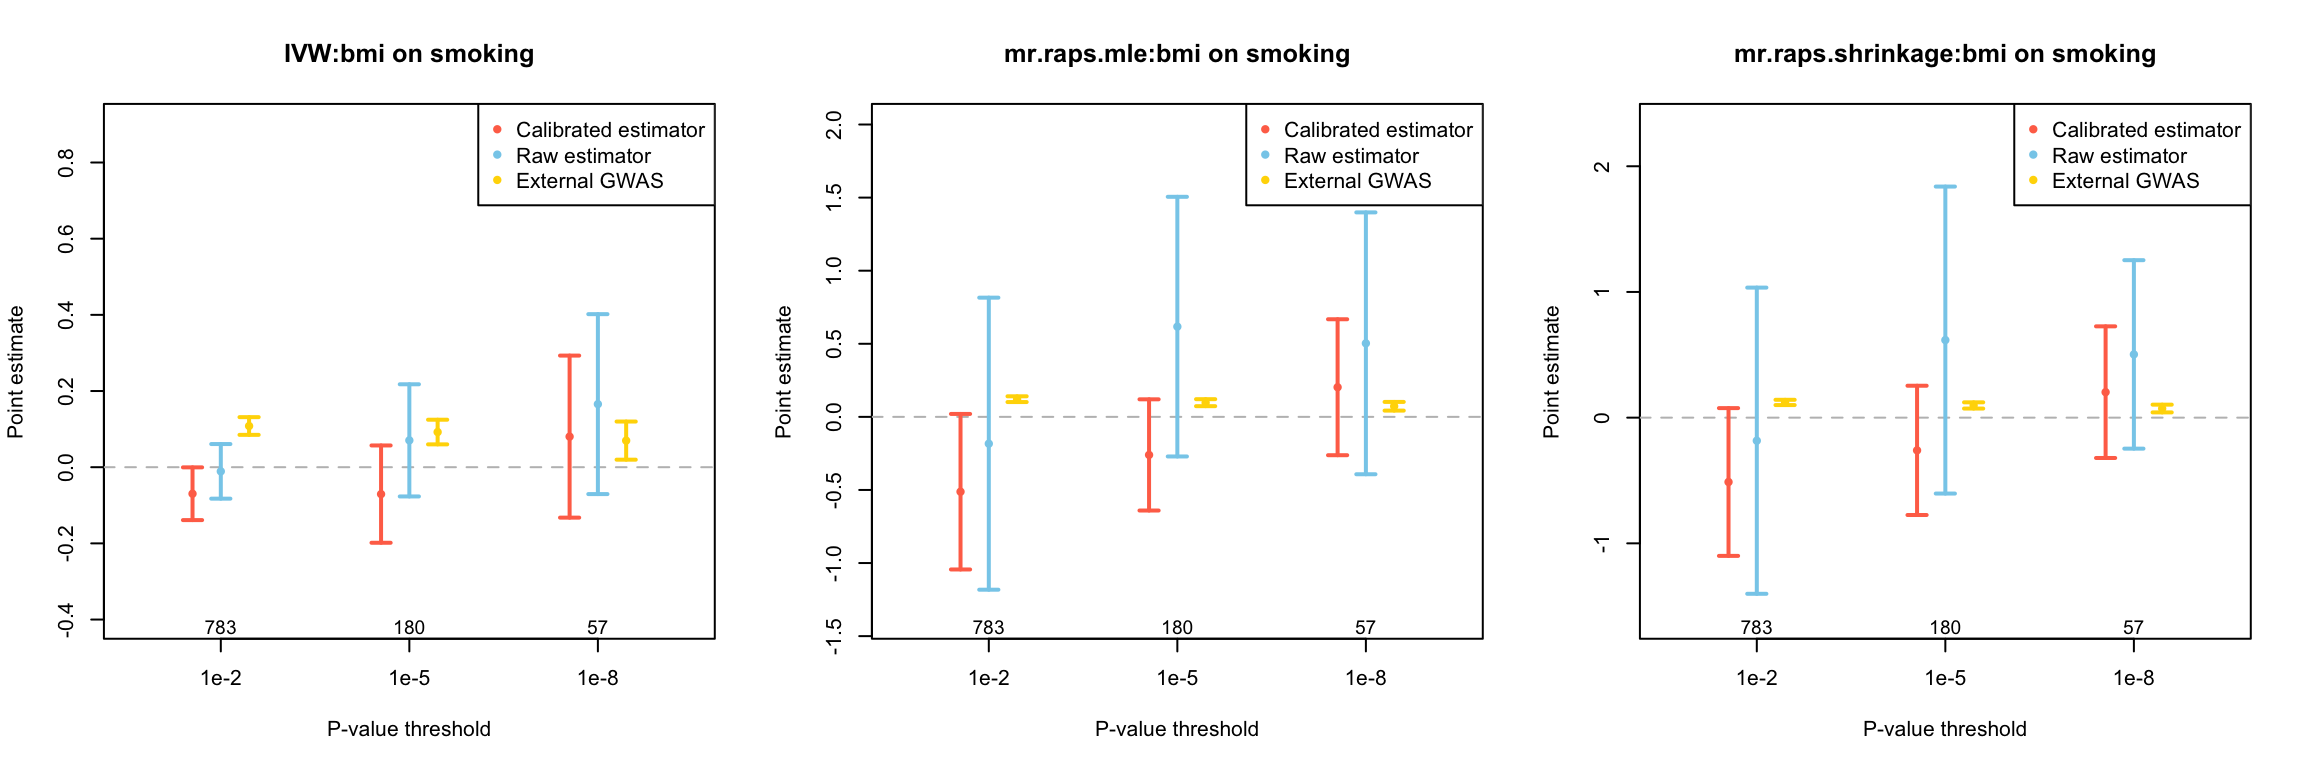 IVW:bmi on smoking
Calibrated estimator
Raw estimator
External GWAS
Point estimate
0.8
0.6
0.4
0.2
0.0
-0.2
-0.4
783 180 57
1e-2 1e-5 1e-8
P-value threshold
mr.raps.mle:bmi on smoking
Calibrated estimator
Raw estimator
External GWAS
Point estimate
2.0
1.5
1.0
0.5
0.0
-0.5
-1.0
-1.5
783 180 57
1e-2 1e-5 1e-8
P-value threshold
mr.raps.shrinkage:bmi on smoking
Calibrated estimator
Raw estimator
External GWAS
Point estimate
2
1
0
-1
783 180 57
1e-2 1e-5 1e-8
P-value threshold